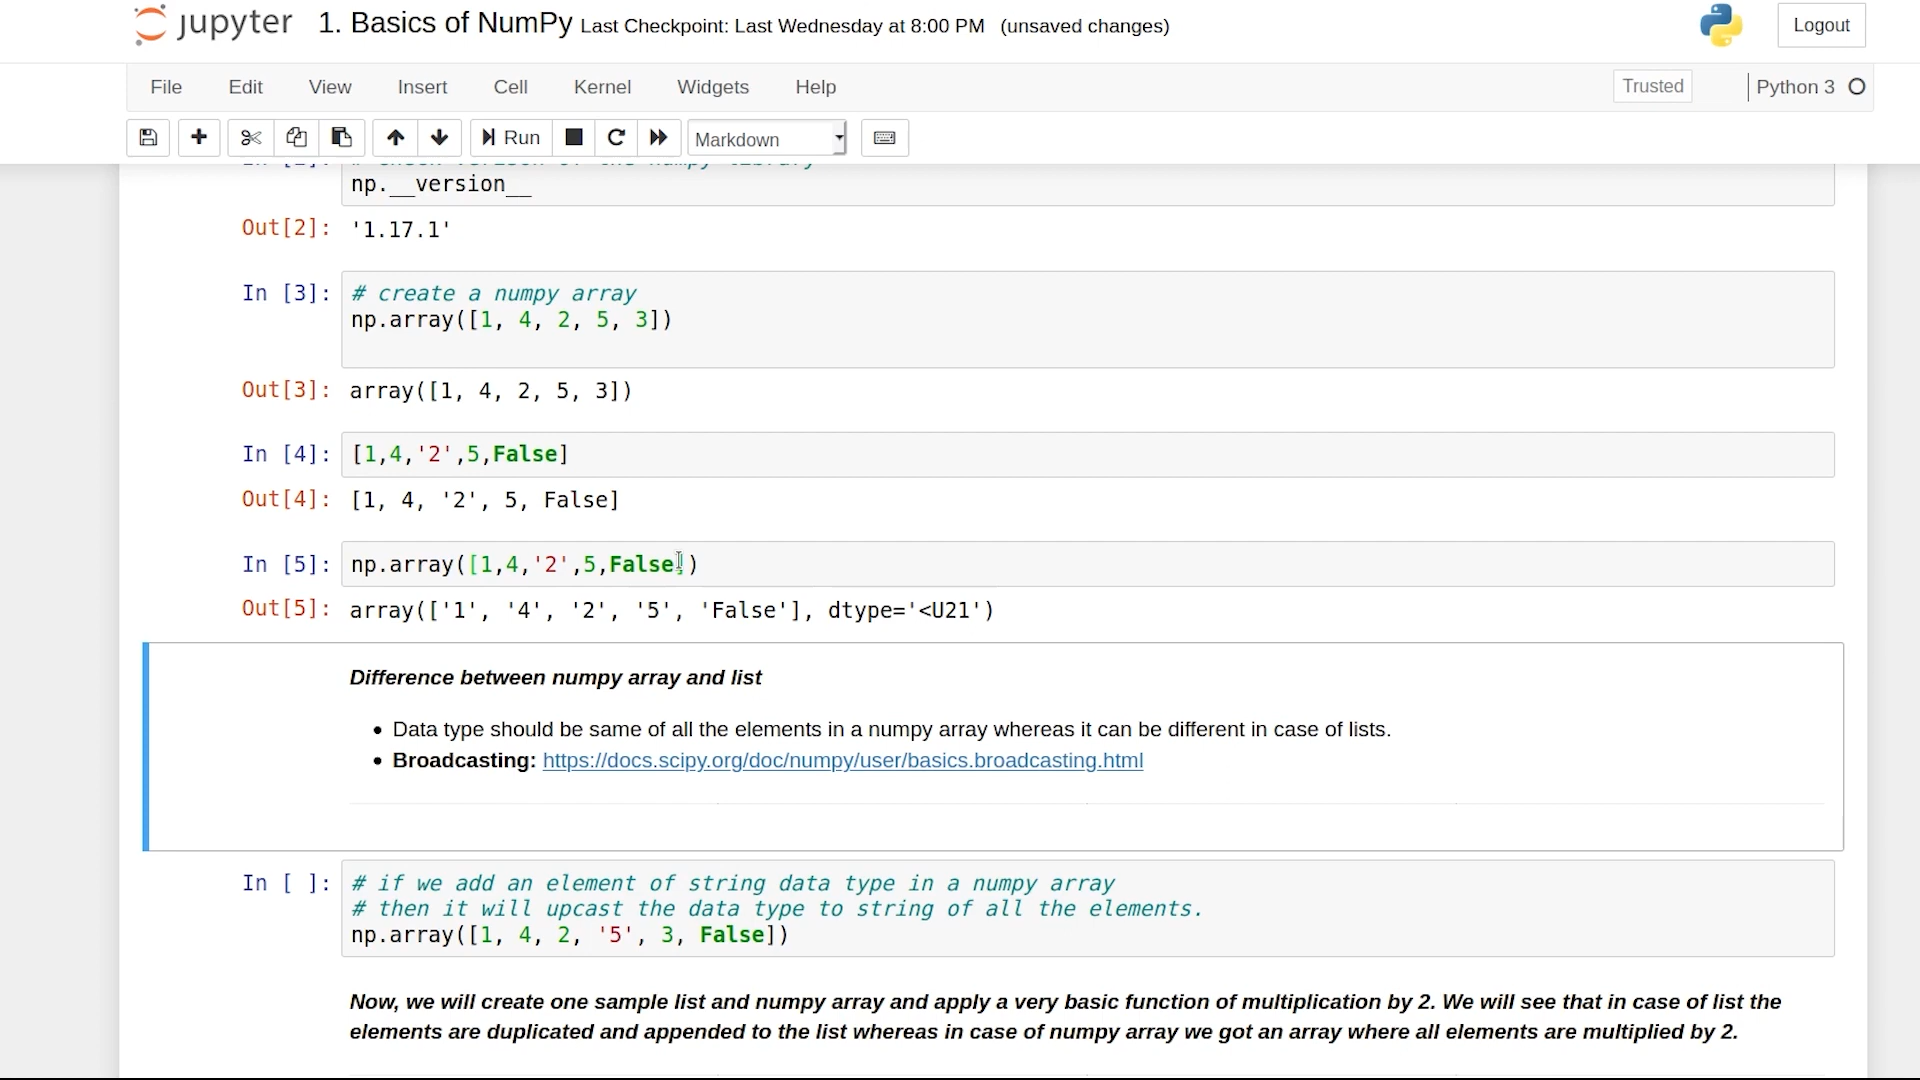 jupyter 1. Basics of NumPy Last Checkpoint: Last Wednesday at 8:00 PM (unsaved changes) Logout
File Edit View Insert Cell Kernel Widgets Help Trusted Python 3
Run Markdown
np.__version__
Out[2]: '1.17.1'
In [3]: # create a numpy array
np.array([1, 4, 2, 5, 3])
Out[3]: array([1, 4, 2, 5, 3])
In [4]: [1,4,'2',5,False]
Out[4]: [1, 4, '2', 5, False]
In [5]: np.array([1,4,'2',5,False])
Out[5]: array(['1', '4', '2', '5', 'False'], dtype='<U21')
Difference between numpy array and list
• Data type should be same of all the elements in a numpy array whereas it can be different in case of lists.
• Broadcasting: https://docs.scipy.org/doc/numpy/user/basics.broadcasting.html
In [ ]: # if we add an element of string data type in a numpy array
# then it will upcast the data type to string of all the elements.
np.array([1, 4, 2, '5', 3, False])
Now, we will create one sample list and numpy array and apply a very basic function of multiplication by 2. We will see that in case of list the
elements are duplicated and appended to the list whereas in case of numpy array we got an array where all elements are multiplied by 2.